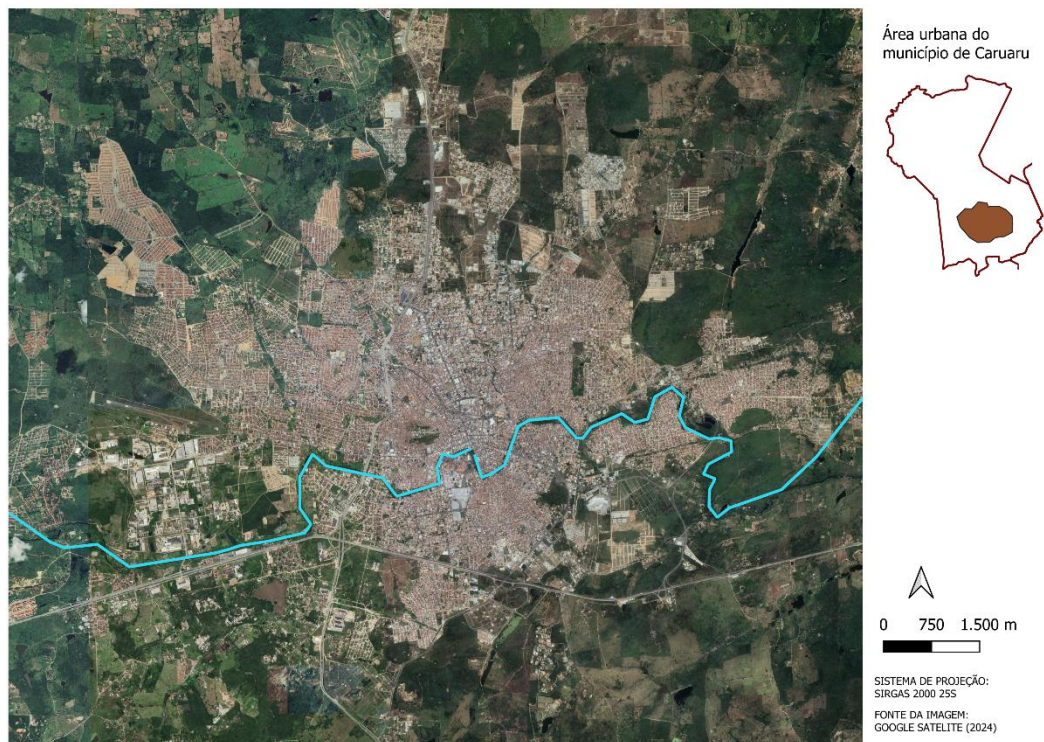 Área urbana do
município de Caruaru
0 750 1.500 m
SISTEMA DE PROJEÇÃO:
SIRGAS 2000 25S
FONTE DA IMAGEM:
GOOGLE SATELITE (2024)